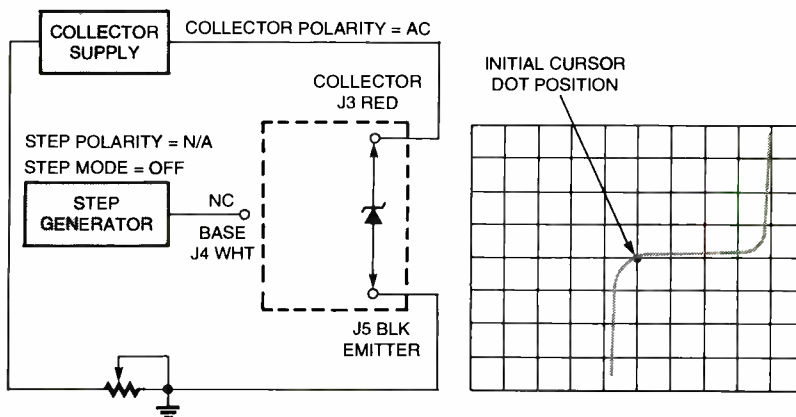 COLLECTOR
SUPPLY
COLLECTOR POLARITY = AC
COLLECTOR
J3 RED
STEP POLARITY = N/A
STEP MODE = OFF
STEP
GENERATOR
NC
BASE
J4 WHT
J5 BLK
EMITTER
INITIAL CURSOR
DOT POSITION